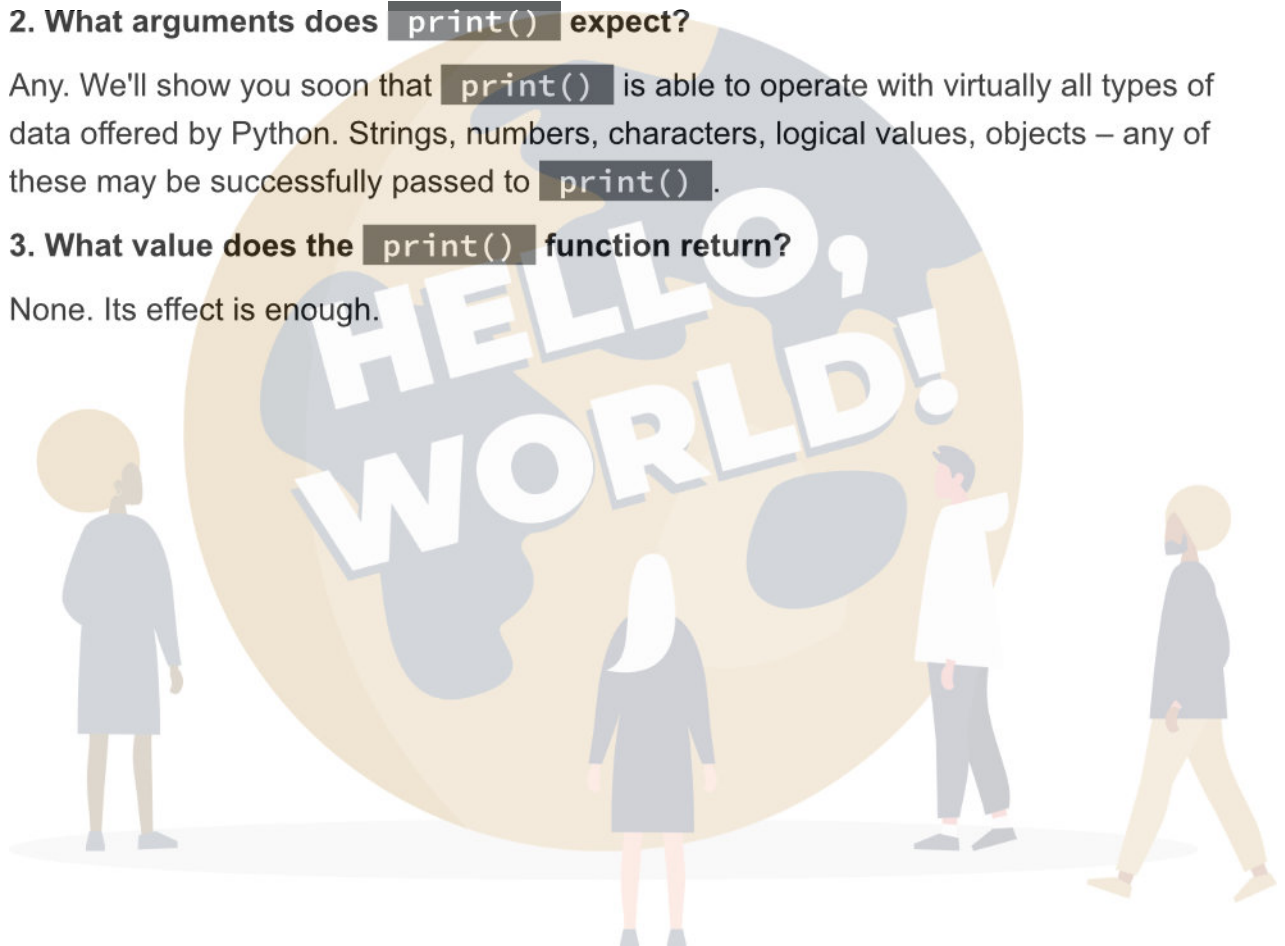 2. What arguments does print() expect?
Any. We'll show you soon that print() is able to operate with virtually all types of
data offered by Python. Strings, numbers, characters, logical values, objects – any of
these may be successfully passed to print().
3. What value does the print() function return?
None. Its effect is enough.
HELLO,
WORLD!